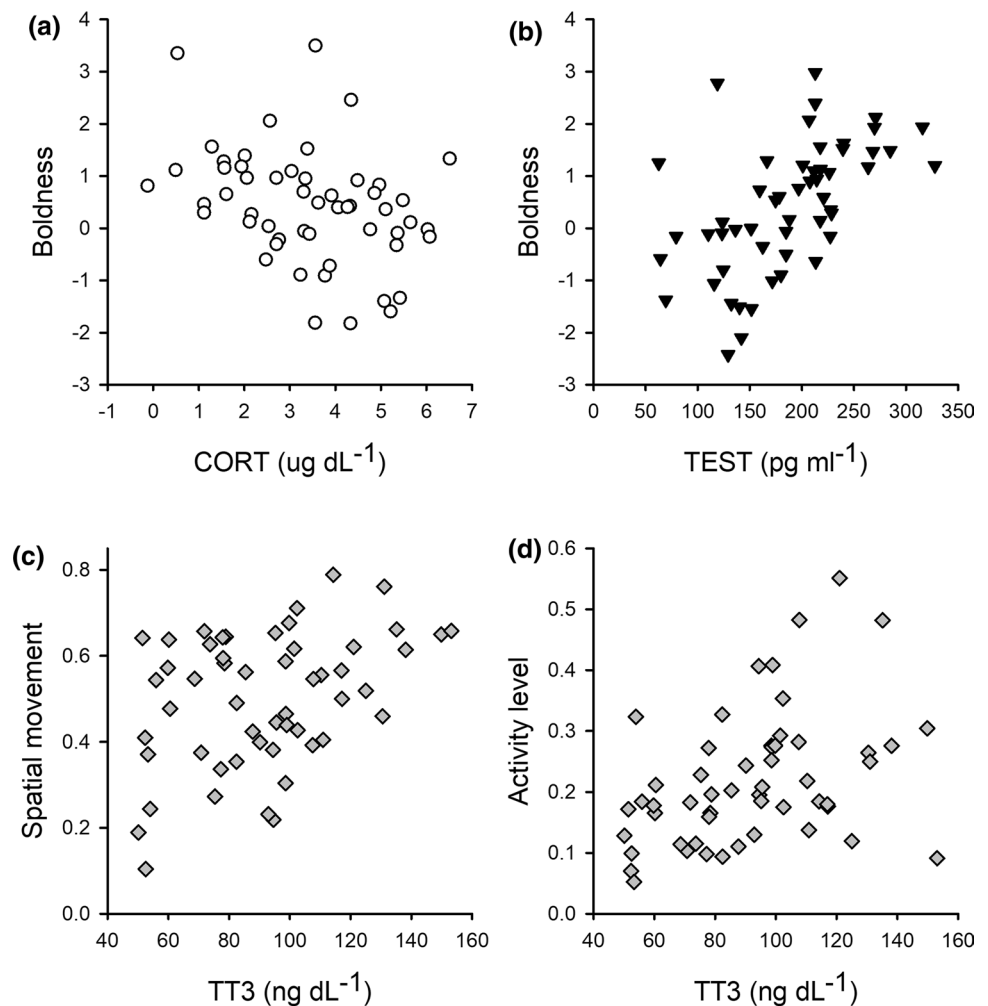 (a)
4
3
2
1
0
-1
-2
-3
Boldness
-1 0 1 2 3 4 5 6 7
CORT (ug dL⁻¹)
(b)
4
3
2
1
0
-1
-2
-3
Boldness
0 50 100 150 200 250 300 350
TEST (pg ml⁻¹)
(c)
0.8
0.6
0.4
0.2
0.0
Spatial movement
40 60 80 100 120 140 160
TT3 (ng dL⁻¹)
(d)
0.6
0.5
0.4
0.3
0.2
0.1
0.0
Activity level
40 60 80 100 120 140 160
TT3 (ng dL⁻¹)